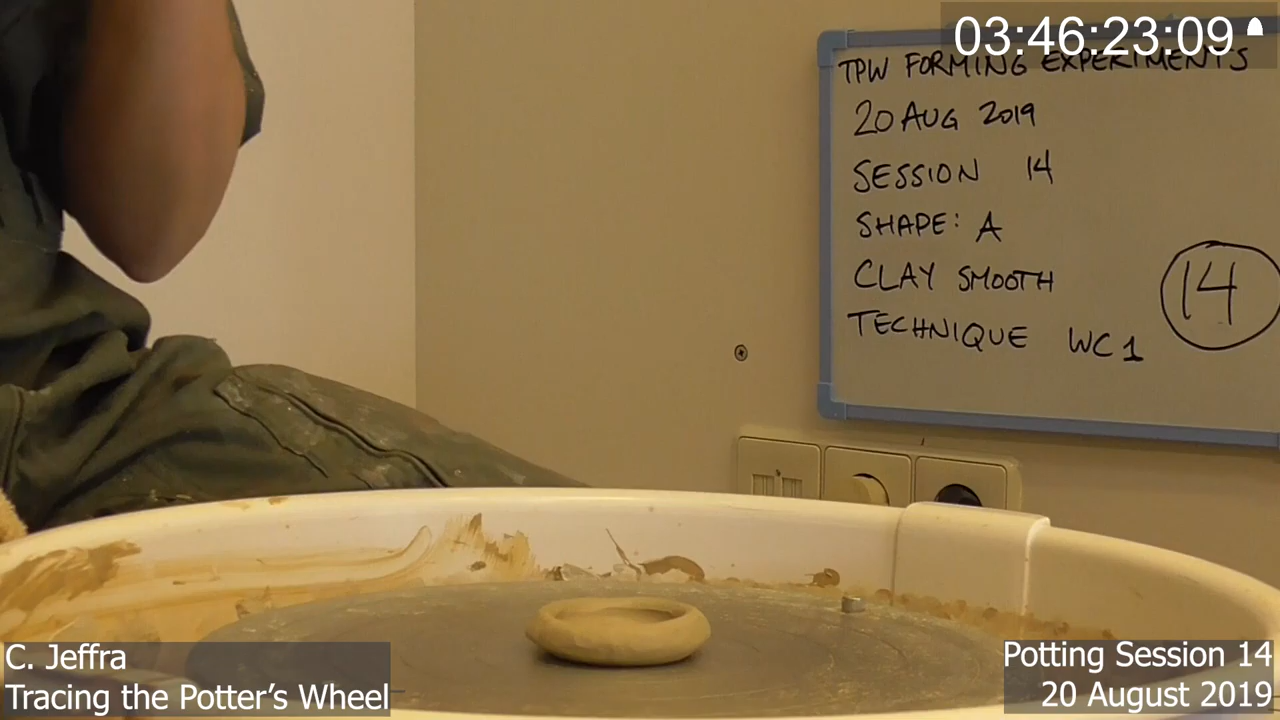 03:46:23:09
TPW FORMING EXPERIMENTS
20 AUG 2019
SESSION 14
SHAPE: A
CLAY SMOOTH
TECHNIQUE WC1
14
C. Jeffra
Tracing the Potter's Wheel
Potting Session 14
20 August 2019